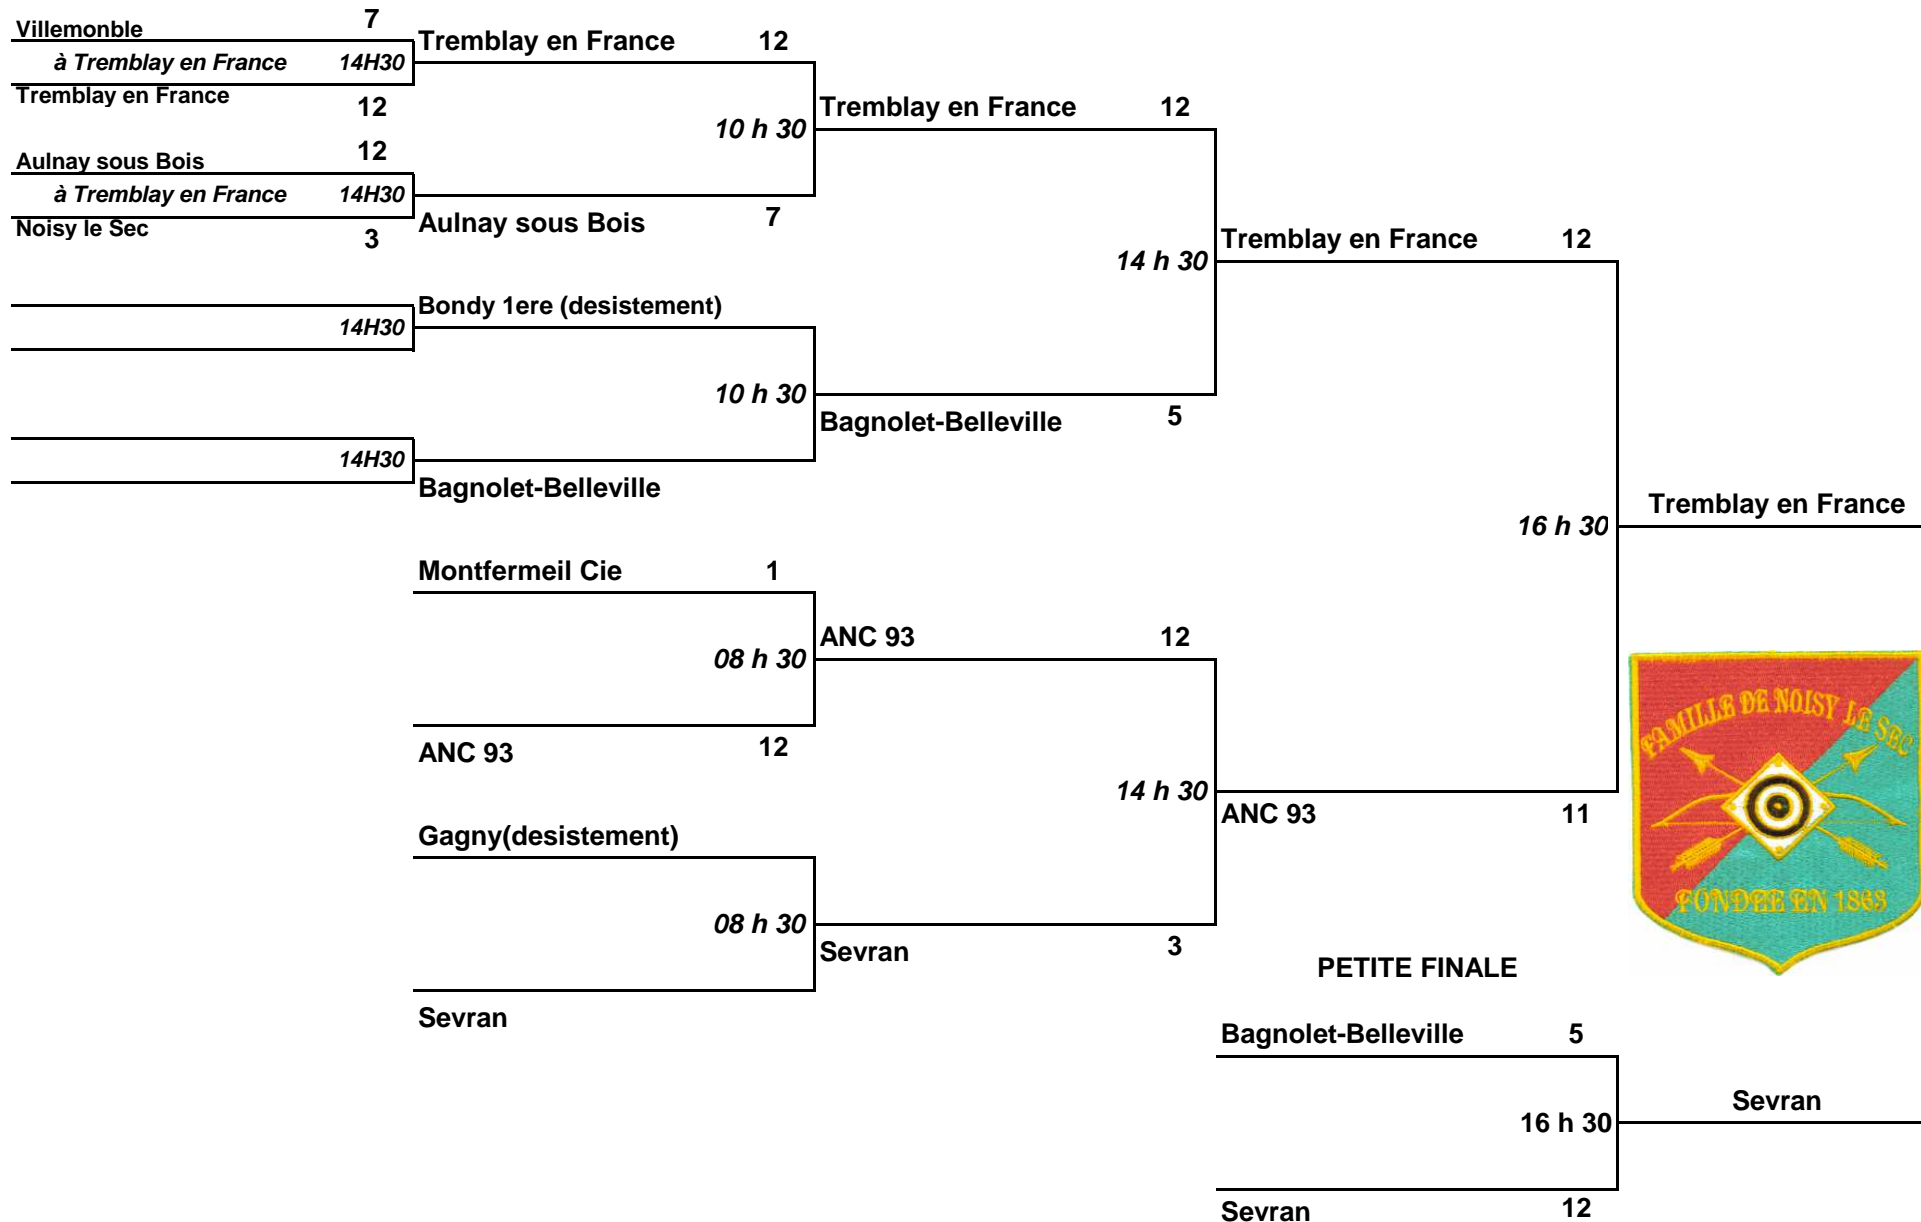 Villemonble 7
à Tremblay en France 14H30
Tremblay en France 12
Aulnay sous Bois 12
à Tremblay en France 14H30
Noisy le Sec 3
14H30
14H30
Tremblay en France 12
10 h 30
Aulnay sous Bois 7
Bondy 1ere (desistement)
10 h 30
Bagnolet-Belleville
Montfermeil Cie 1
08 h 30
ANC 93 12
Gagny(desistement)
08 h 30
Sevran
Tremblay en France 12
14 h 30
Bagnolet-Belleville 5
ANC 93 12
14 h 30
Sevran 3
Tremblay en France 12
16 h 30
ANC 93 11
Tremblay en France
FAMILLE DE NOISY LE SEC
FONDEE EN 1863
PETITE FINALE
Bagnolet-Belleville 5
16 h 30
Sevran 12
Sevran